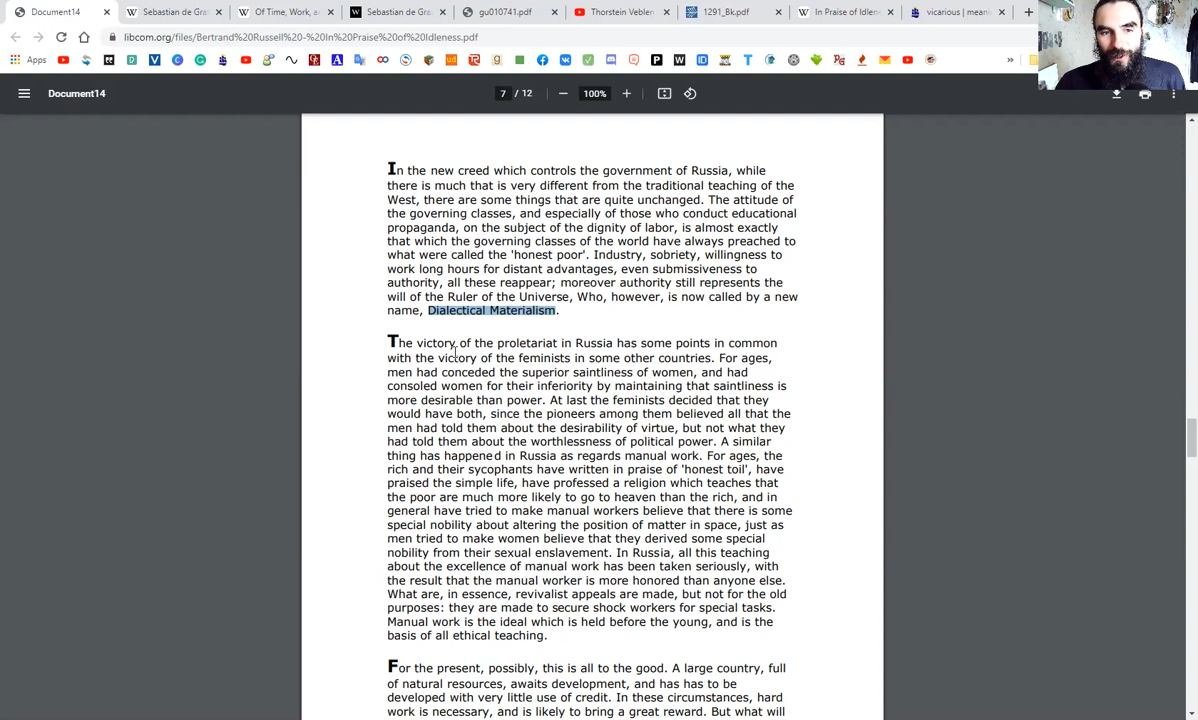 Document14
Sebastian de Gra
Of Time, Work, a
Sebastian de Graz
gu010741.pdf
Thorstein Veblen
1291_Bk.pdf
In Praise of Idlene
vicarious | meani
libcom.org/files/Bertrand%20Russell%20-%20In%20Praise%20of%20Idleness.pdf
Apps
Document14
7 / 12
100%
In the new creed which controls the government of Russia, while
there is much that is very different from the traditional teaching of the
West, there are some things that are quite unchanged. The attitude of
the governing classes, and especially of those who conduct educational
propaganda, on the subject of the dignity of labor, is almost exactly
that which the governing classes of the world have always preached to
what were called the 'honest poor'. Industry, sobriety, willingness to
work long hours for distant advantages, even submissiveness to
authority, all these reappear; moreover authority still represents the
will of the Ruler of the Universe, Who, however, is now called by a new
name, Dialectical Materialism.
The victory of the proletariat in Russia has some points in common
with the victory of the feminists in some other countries. For ages,
men had conceded the superior saintliness of women, and had
consoled women for their inferiority by maintaining that saintliness is
more desirable than power. At last the feminists decided that they
would have both, since the pioneers among them believed all that the
men had told them about the desirability of virtue, but not what they
had told them about the worthlessness of political power. A similar
thing has happened in Russia as regards manual work. For ages, the
rich and their sycophants have written in praise of 'honest toil', have
praised the simple life, have professed a religion which teaches that
the poor are much more likely to go to heaven than the rich, and in
general have tried to make manual workers believe that there is some
special nobility about altering the position of matter in space, just as
men tried to make women believe that they derived some special
nobility from their sexual enslavement. In Russia, all this teaching
about the excellence of manual work has been taken seriously, with
the result that the manual worker is more honored than anyone else.
What are, in essence, revivalist appeals are made, but not for the old
purposes: they are made to secure shock workers for special tasks.
Manual work is the ideal which is held before the young, and is the
basis of all ethical teaching.
For the present, possibly, this is all to the good. A large country, full
of natural resources, awaits development, and has has to be
developed with very little use of credit. In these circumstances, hard
work is necessary, and is likely to bring a great reward. But what will